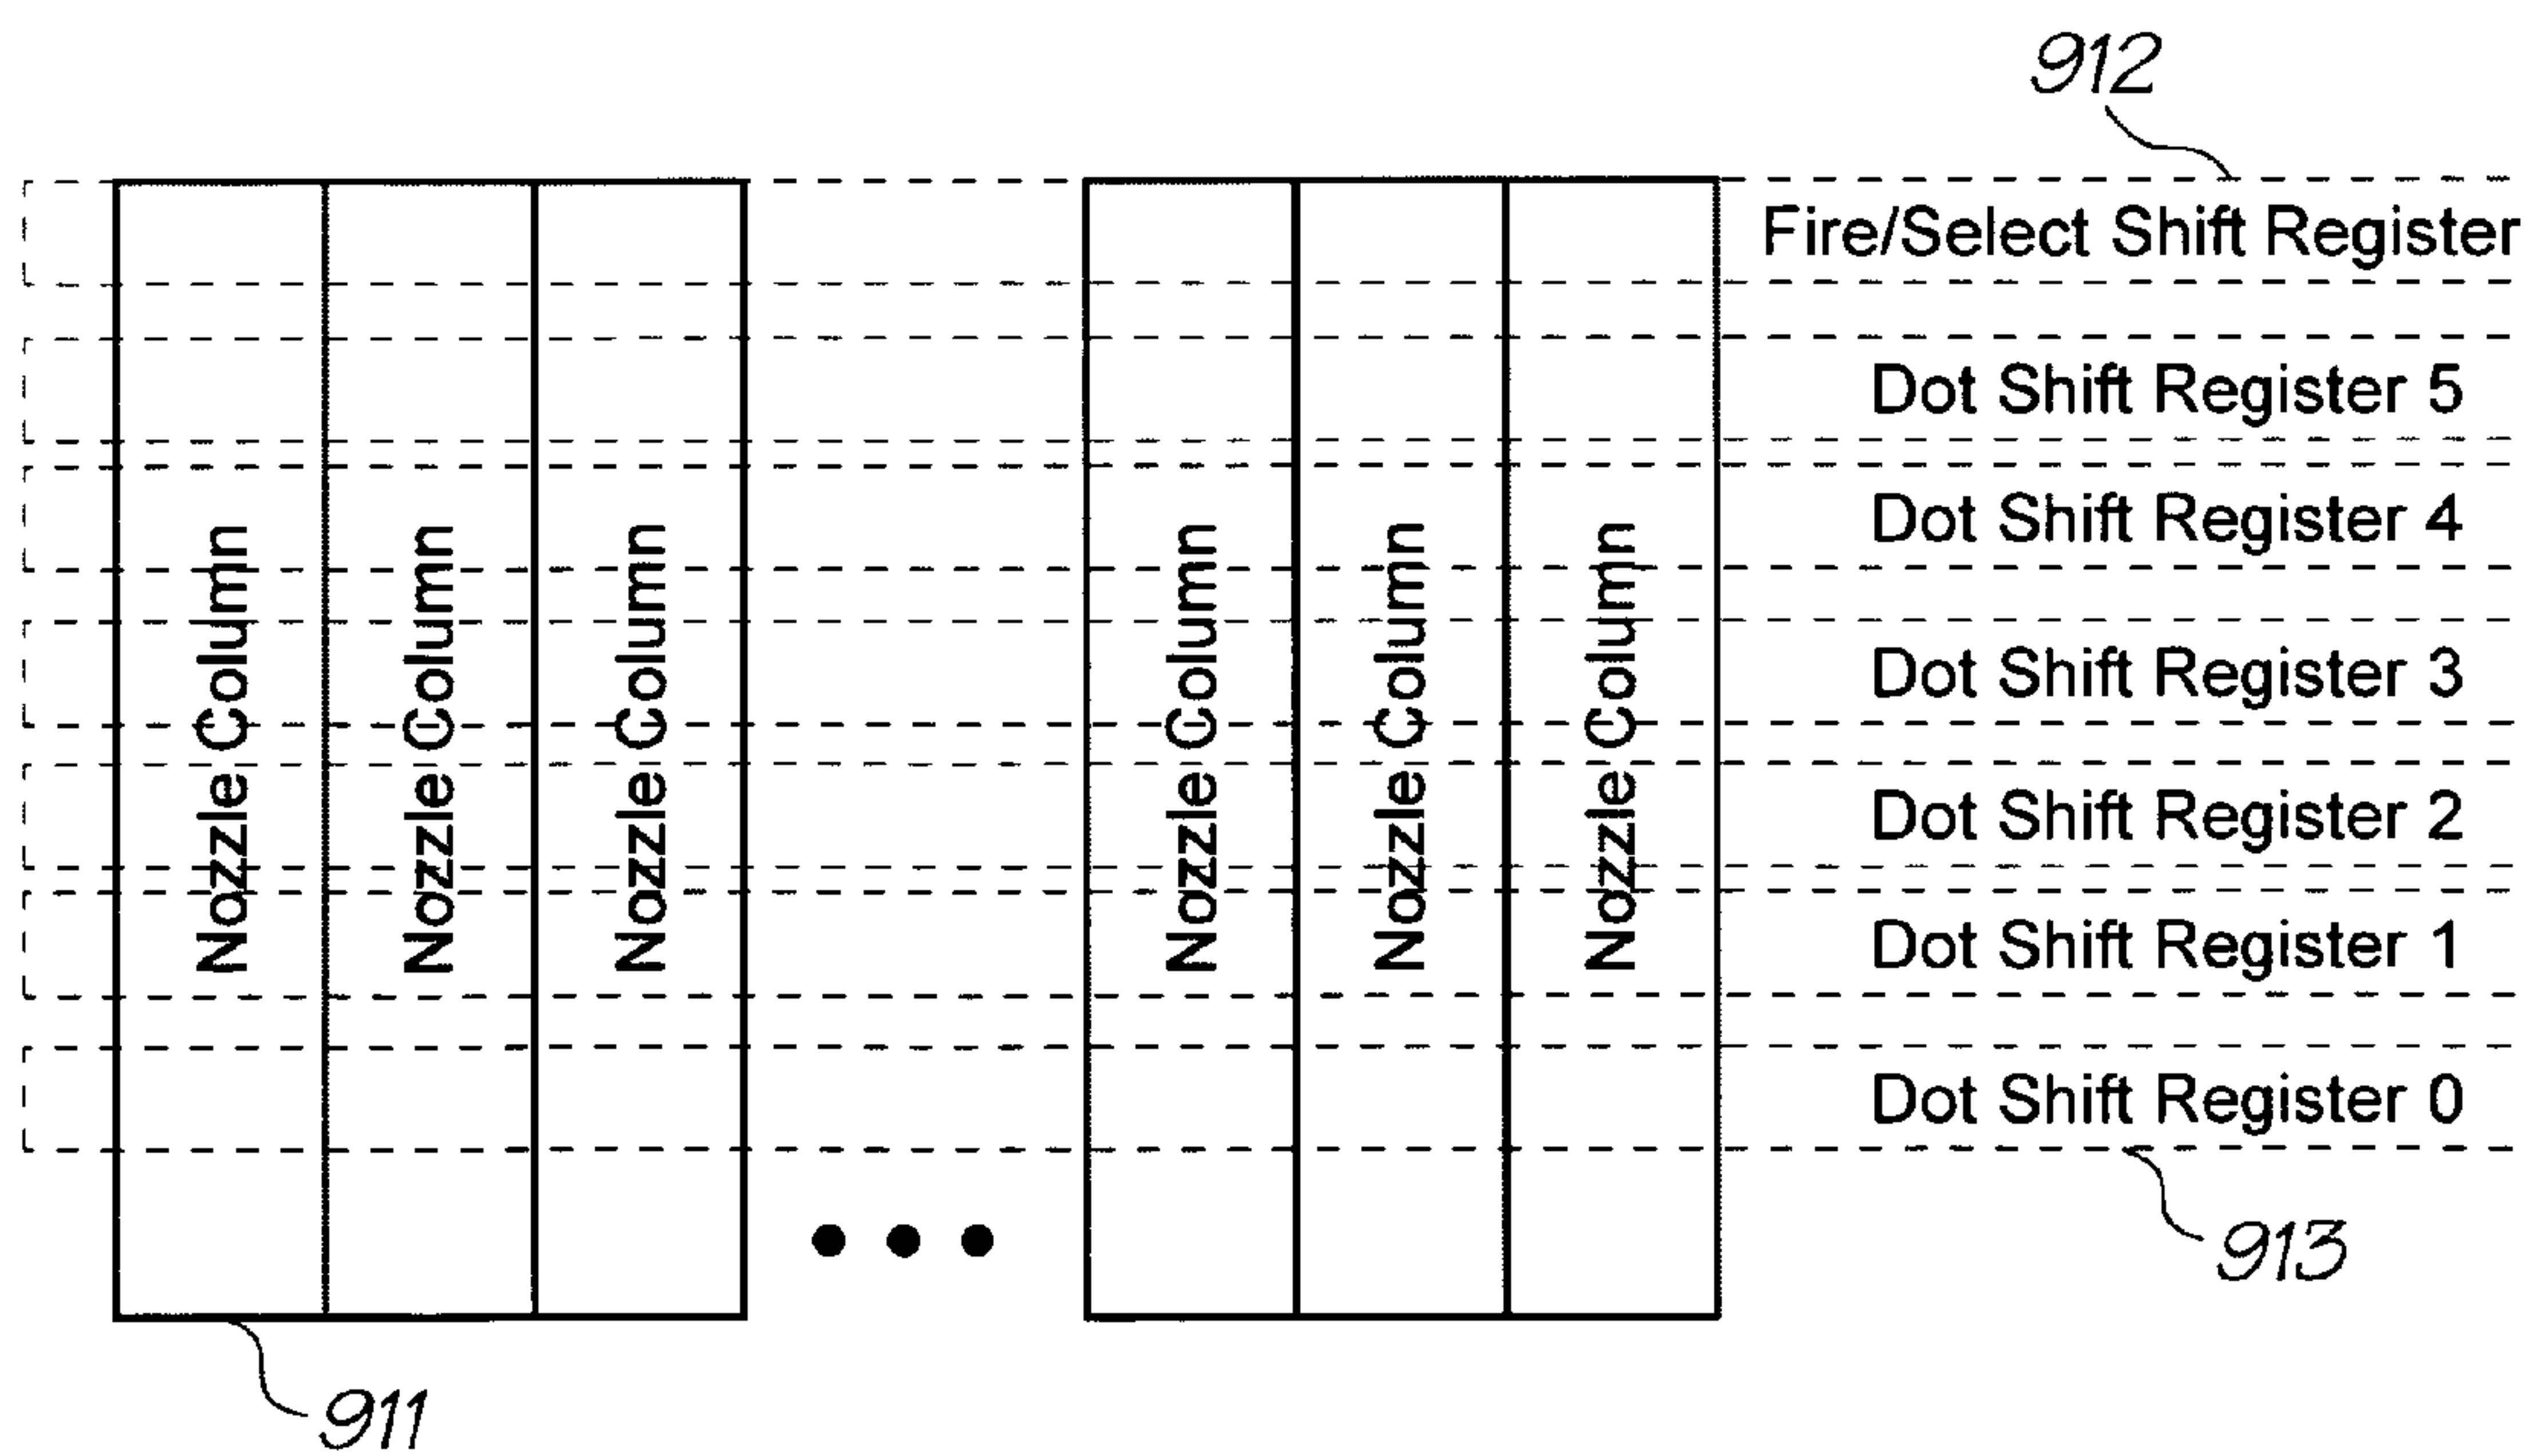 912
Fire/Select Shift Register
Dot Shift Register 5
Dot Shift Register 4
Dot Shift Register 3
Dot Shift Register 2
Dot Shift Register 1
Dot Shift Register 0
Nozzle Column
Nozzle Column
Nozzle Column
Nozzle Column
Nozzle Column
Nozzle Column
913
911